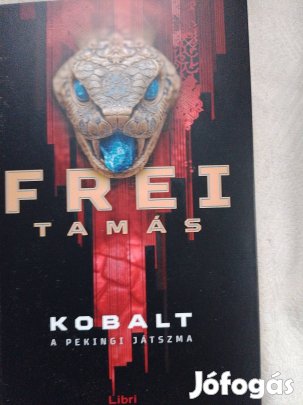 FREI
TAMÁS
KOBALT
A PEKINGI JÁTSZMA
Libri
Jófogás